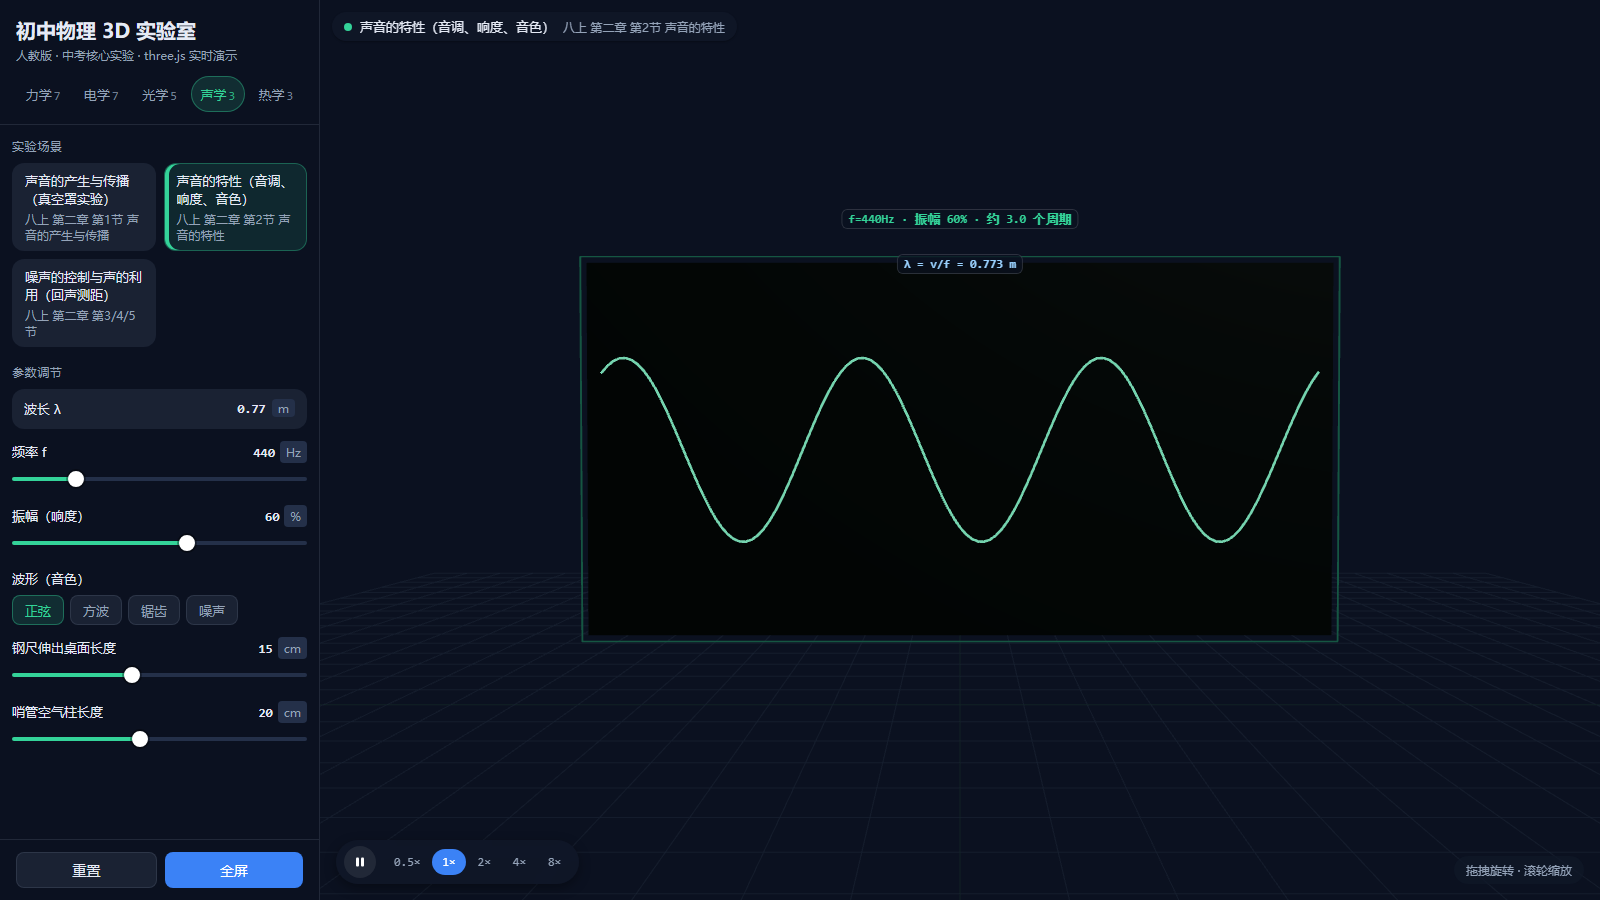 初中物理 3D 实验室
人教版 · 中考核心实验 · three.js 实时演示
力学 7 电学 7 光学 5 声学 3 热学 3
实验场景
声音的产生与传播
（真空罩实验）
八上 第二章 第1节 声
音的产生与传播
声音的特性（音调、
响度、音色）
八上 第二章 第2节 声
音的特性
噪声的控制与声的利
用（回声测距）
八上 第二章 第3/4/5
节
参数调节
波长 λ 0.77 m
频率 f 440 Hz
振幅（响度） 60 %
波形（音色）
正弦 方波 锯齿 噪声
钢尺伸出桌面长度 15 cm
哨管空气柱长度 20 cm
重置 全屏
声音的特性（音调、响度、音色） 八上 第二章 第2节 声音的特性
f=440Hz · 振幅 60% · 约 3.0 个周期
λ = v/f = 0.773 m
0.5× 1× 2× 4× 8×
拖拽旋转 · 滚轮缩放